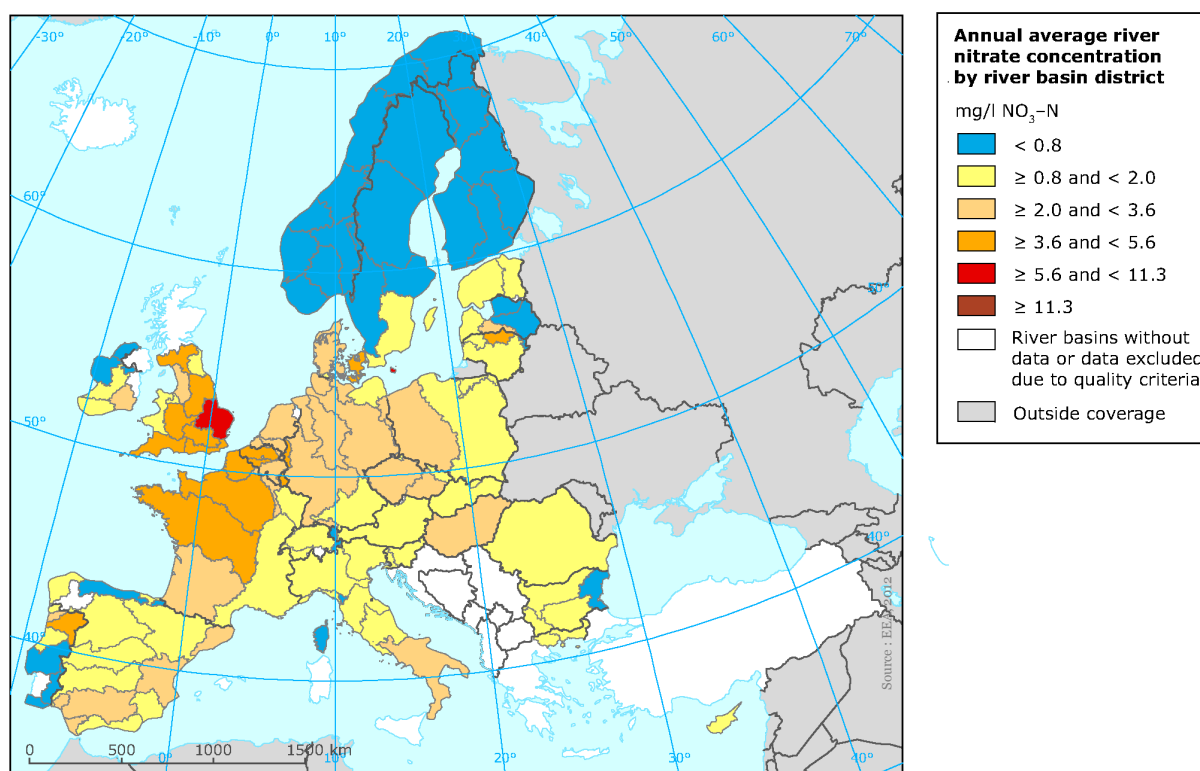 -30°
-20°
-10°
0°
10°
20°
30°
40°
50°
60°
70°
60°
50°
50°
40°
40°
0 500 1000 1500 km
0°
10°
20°
30°
40°
Source : EEA, 2012
Annual average river
nitrate concentration
by river basin district
mg/l NO₃–N
< 0.8
≥ 0.8 and < 2.0
≥ 2.0 and < 3.6
≥ 3.6 and < 5.6
≥ 5.6 and < 11.3
≥ 11.3
River basins without
data or data excluded
due to quality criteria
Outside coverage